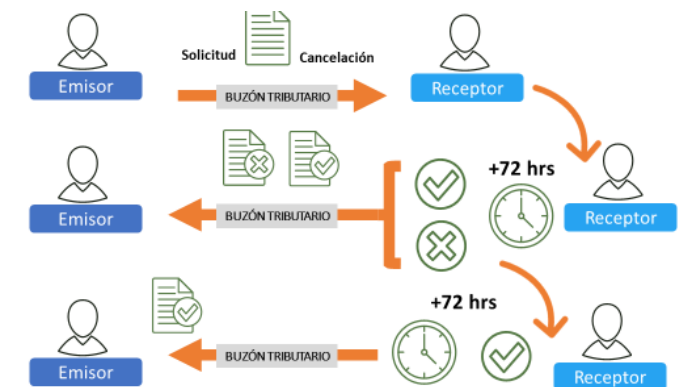 Solicitud
Cancelación
Emisor
BUZÓN TRIBUTARIO
Receptor
+72 hrs
Emisor
BUZÓN TRIBUTARIO
Receptor
+72 hrs
Emisor
BUZÓN TRIBUTARIO
Receptor